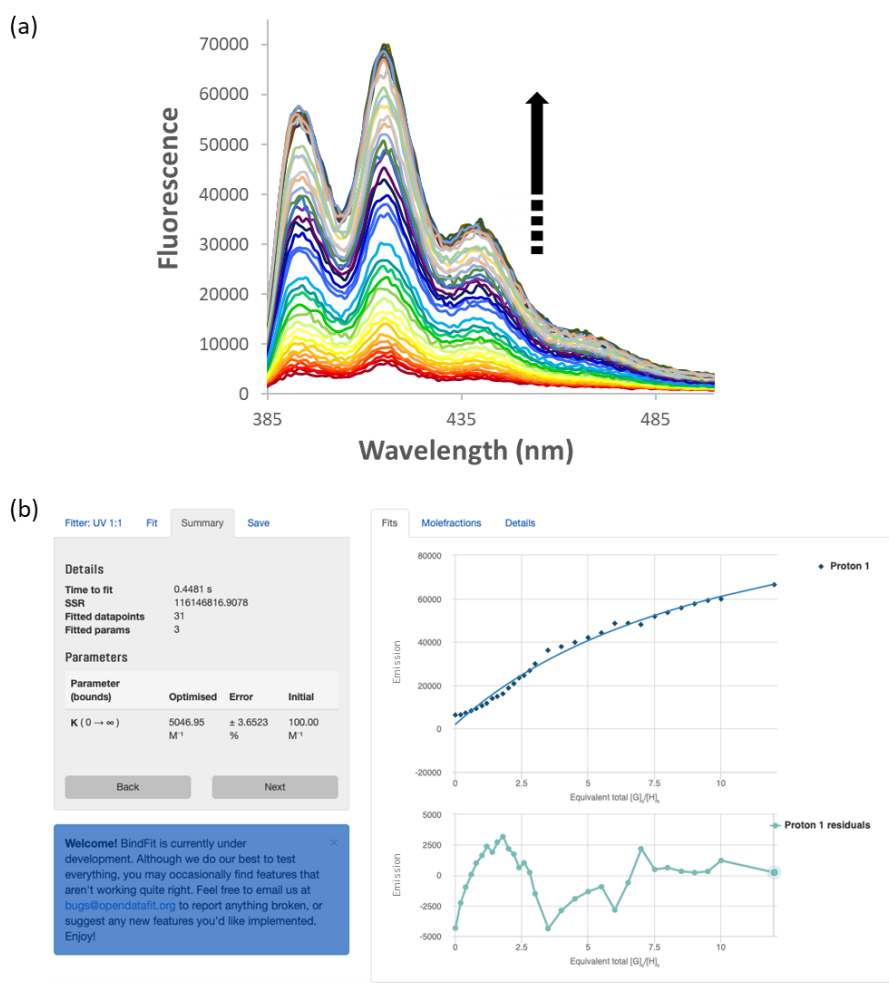 (a)
70000
60000
50000
40000
30000
20000
10000
0
Fluorescence
385
435
485
Wavelength (nm)
(b)
Fitter: UV 1:1
Fit
Summary
Save
Details
Time to fit 0.4481 s
SSR 116146816.9078
Fitted datapoints 31
Fitted params 3
Parameters
Parameter
(bounds) Optimised Error Initial
K ( 0 → ∞ ) 5046.95 ± 3.6523 100.00
M⁻¹ % M⁻¹
Back
Next
Welcome! BindFit is currently under ×
development. Although we do our best to test
everything, you may occasionally find features that
aren't working quite right. Feel free to email us at
bugs@opendatafit.org to report anything broken, or
suggest any new features you'd like implemented.
Enjoy!
Fits
Molefractions
Details
80000
60000
40000
20000
0
-20000
Emission
0
2.5
5
7.5
10
Equivalent total [G]₀/[H]₀
Proton 1
5000
2500
0
-2500
-5000
Emission
0
2.5
5
7.5
10
Equivalent total [G]₀/[H]₀
Proton 1 residuals